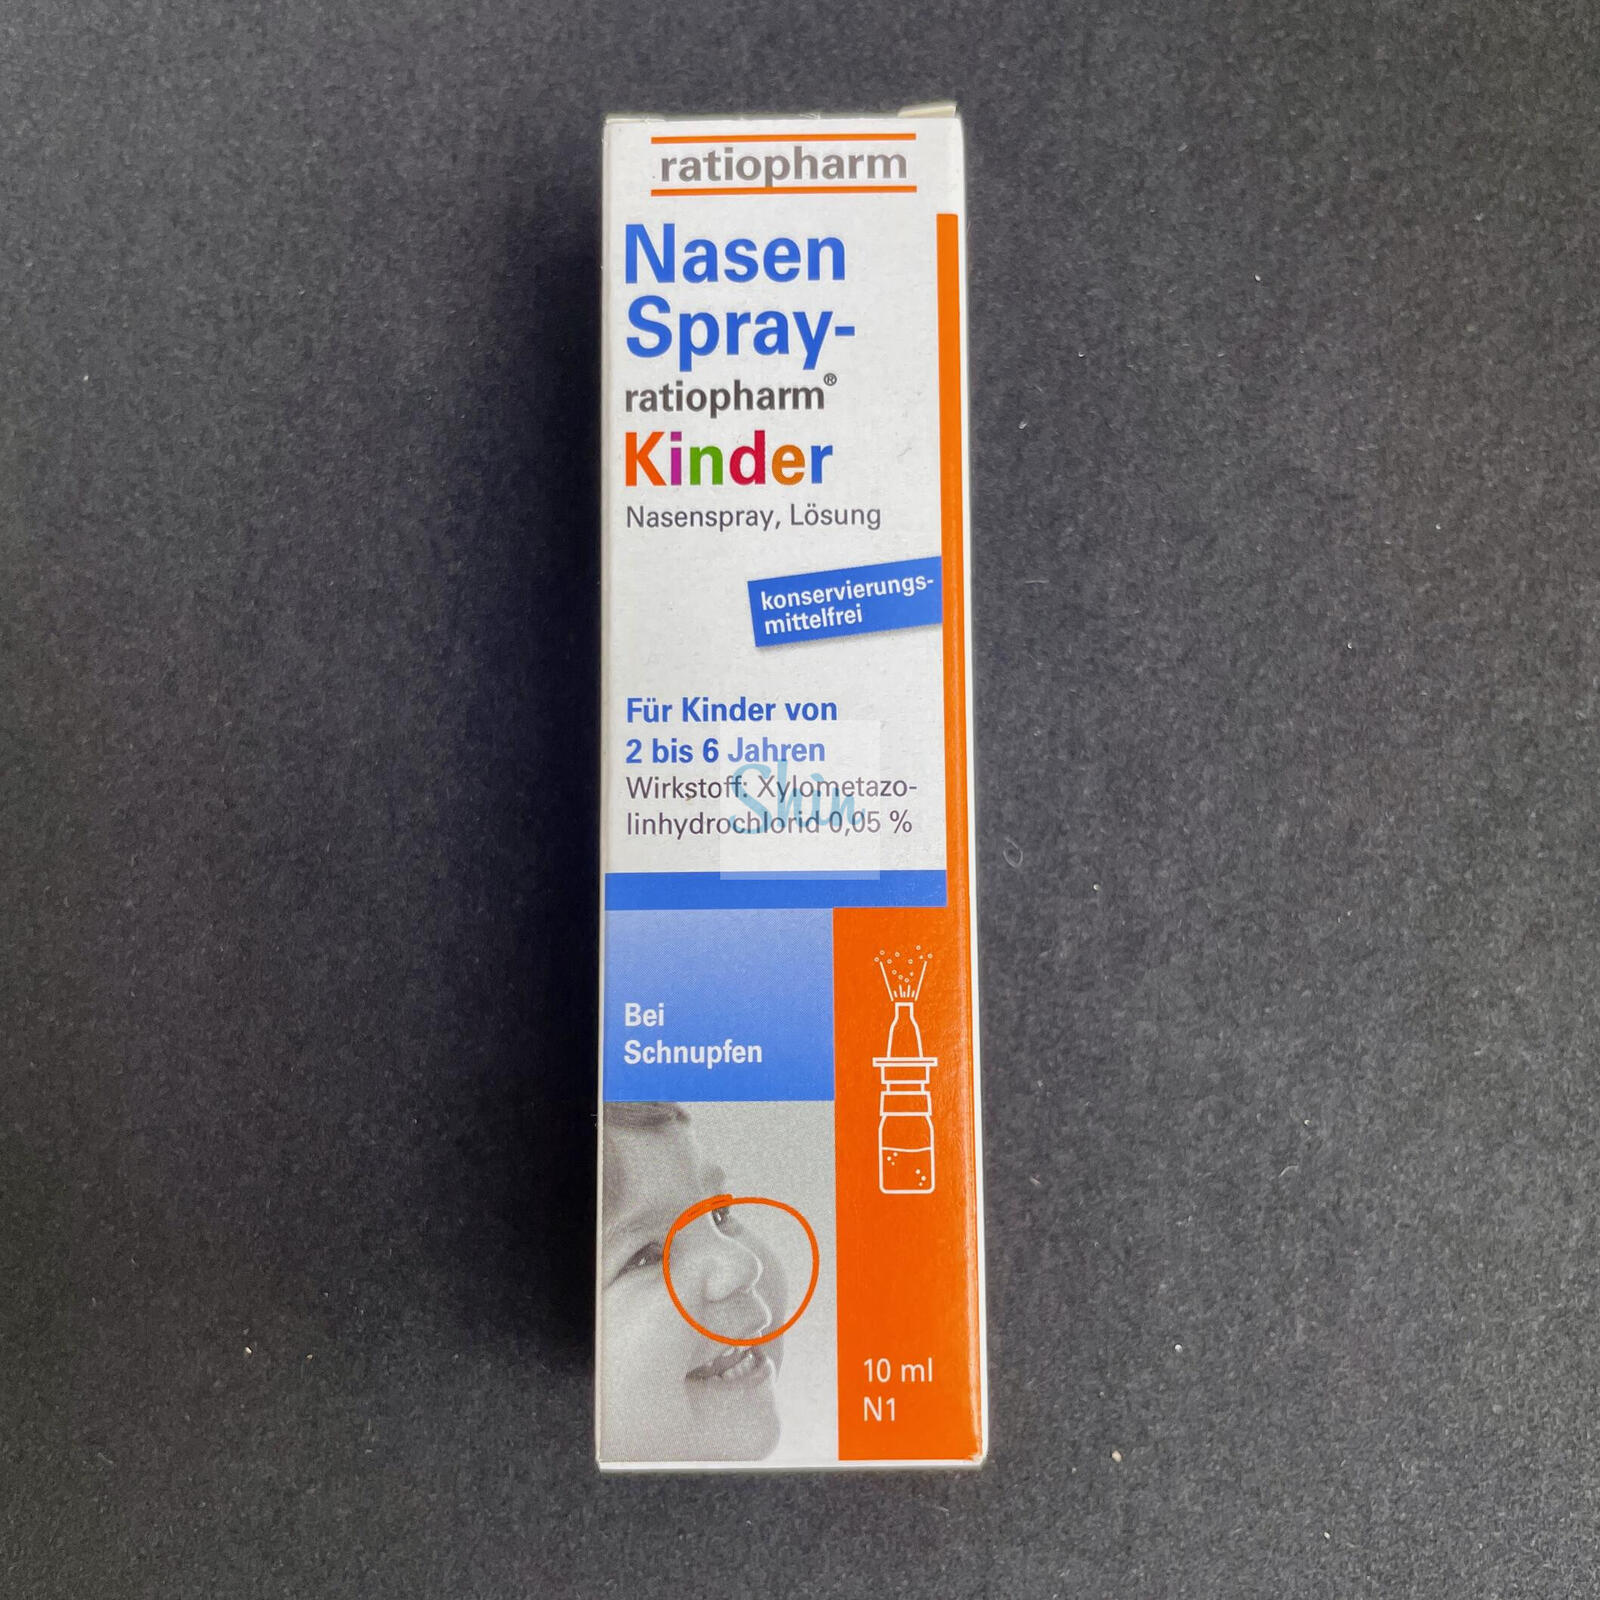 ratiopharm
Nasen
Spray-
ratiopharm®
Kinder
Nasenspray, Lösung
konservierungs-
mittelfrei
Für Kinder von
2 bis 6 Jahren
Wirkstoff: Xylometazo-
linhydrochlorid 0,05 %
Shin
Bei
Schnupfen
10 ml
N1